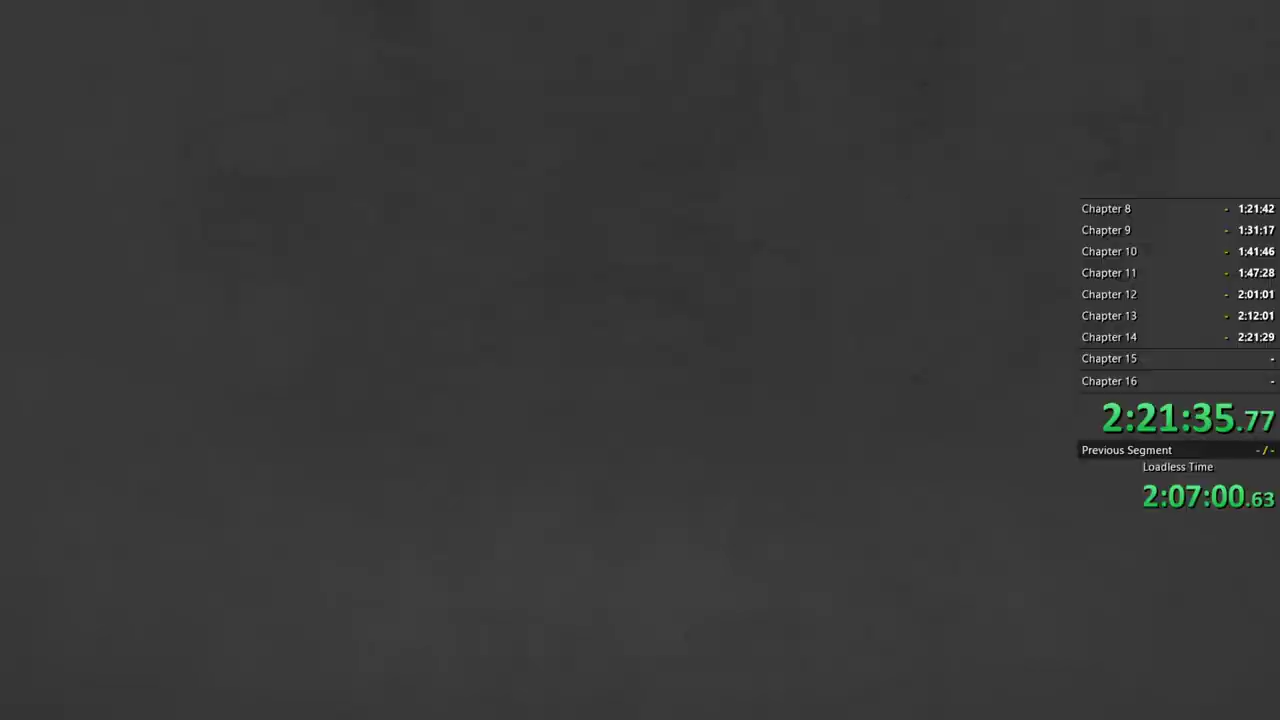 Chapter 8 - 1:21:42
Chapter 9 - 1:31:17
Chapter 10 - 1:41:46
Chapter 11 - 1:47:28
Chapter 12 - 2:01:01
Chapter 13 - 2:12:01
Chapter 14 - 2:21:29
Chapter 15 -
Chapter 16 -
2:21:35.77
Previous Segment - / -
Loadless Time
2:07:00.63